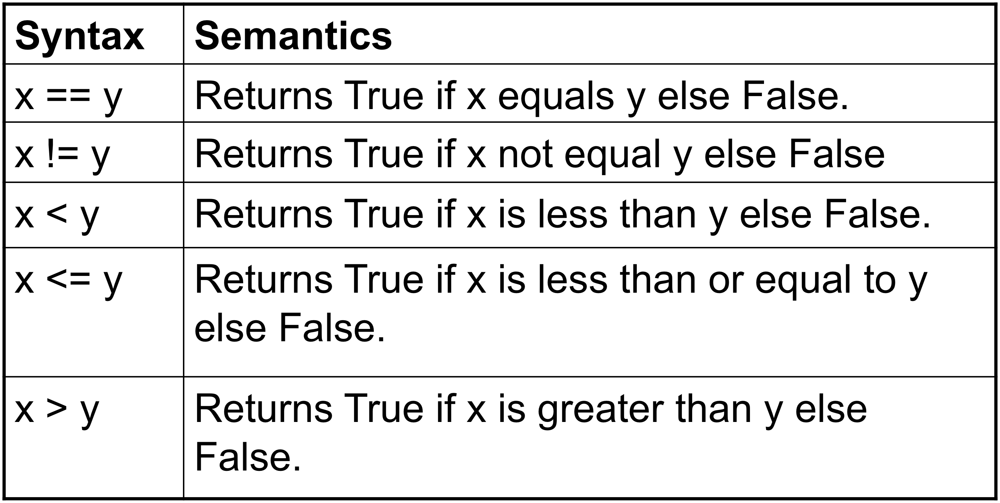 Syntax Semantics
x == y Returns True if x equals y else False.
x != y Returns True if x not equal y else False
x < y Returns True if x is less than y else False.
x <= y Returns True if x is less than or equal to y
else False.
x > y Returns True if x is greater than y else
False.